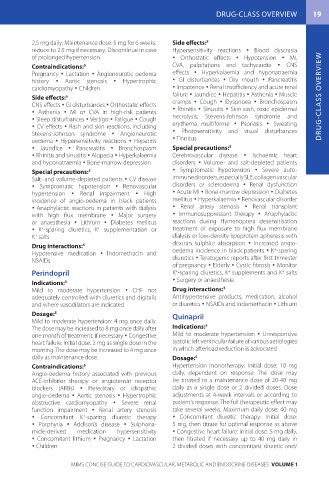 DRUG-CLASS OVERVIEW 19
2.5 mg daily. Maintenance dose: 5 mg for 6 weeks,
reduce to 2.5 mg if necessary. Discontinue in case
of prolonged hypertension
Contraindications:
Pregnancy • Lactation • Angioneurotic oedema
history • Aortic stenosis • Hypertrophic
cardiomyopathy • Children
Side effects:
CNS effects • GI disturbances • Orthostatic effects
• Asthenia • MI or CVA in high-risk patients
• Sleep disturbances • Vertigo • Fatigue • Cough
• CV effects • Rash and skin reactions, including
Stevens-Johnson syndrome • Angioneurotic
oedema • Hypersensitivity reactions • Hepatitis
• Jaundice • Pancreatitis • Bronchospasm
• Rhinitis and sinusitis • Alopecia • Hyperkalaemia
and hyponatraemia • Bone-marrow depression
Special precautions:
Salt- and volume-depleted patients • CV disease
• Symptomatic hypotension • Renovascular
hypertension • Renal impairment • High
incidence of angio-oedema in black patients
• Anaphylactic reactions in patients with dialysis
with high flux membrane • Major surgery
or anaesthesia • Lithium • Diabetes mellitus
• K⁺-sparing diuretics, K⁺ supplementation or
K⁺ salts
Drug interactions:
Hypotensive medication • Indomethacin and
NSAIDs
Perindopril
Indications:
Mild to moderate hypertension • CHF not
adequately controlled with diuretics and digitalis
and where vasodilators are indicated
Dosage:
Mild to moderate hypertension: 4 mg once daily.
The dose may be increased to 8 mg once daily after
one month of treatment, if necessary • Congestive
heart failure: Initial dose: 2 mg as single dose in the
morning. The dose may be increased to 4 mg once
daily as maintenance dose.
Contraindications:
Angio-oedema history associated with previous
ACE-inhibitor therapy or angiotensin receptor
blockers (ARBs) • Hereditary or idiopathic
angio-oedema • Aortic stenosis • Hypertrophic
obstructive cardiomyopathy • Severe renal
function impairment • Renal artery stenosis
• Concomitant K⁺-sparing diuretic therapy
• Porphyria • Addison's disease • Sulphona-
mide-derived medication hypersensitivity
• Concomitant lithium • Pregnancy • Lactation
• Children
Side effects:
Hypersensitivity reactions • Blood dyscrasia
• Orthostatic effects • Hypotension • MI,
CVA, palpitations and tachycardia • CNS
effects • Hyperkalaemia and hyponatraemia
• GI disturbances • Dry mouth • Pancreatitis
• Impotence • Renal insufficiency and acute renal
failure • Jaundice • Hepatitis • Asthenia • Muscle
cramps • Cough • Dyspnoea • Bronchospasm
• Rhinitis • Sinusitis • Skin rash, toxic epidermal
necrolysis, Stevens-Johnson syndrome and
erythema multiforme • Psoriasis • Sweating
• Photosensitivity and visual disturbances
• Tinnitus
Special precautions:
Cerebrovascular disease • Ischaemic heart
disorders • Volume- and salt-depleted patients
• Symptomatic hypotension • Severe auto-
immune disorders, especially SLE, collagen vascular
disorders or scleroderma • Renal dysfunction
• Acute MI • Bone-marrow depression • Diabetes
mellitus • Hyperkalaemia • Renovascular disorder
• Renal artery stenosis • Renal transplant
• Immunosuppressant therapy • Anaphylactic
reactions during Hymenoptera desensitisation
treatment or exposure to high flux membrane
dialysis or low-density lipoprotein apheresis with
dextran sulphate absorption • Increased angio-
oedema incidence in black patients • K⁺-sparing
diuretics • Teratogenic reports after first trimester
of pregnancy • Elderly • Cystic fibrosis • Monitor
K⁺-sparing diuretics, K⁺ supplements and K⁺ salts
• Surgery or anaesthesia
Drug interactions:
Antihypertensive products, medication, alcohol
or diuretics • NSAIDs and indomethacin • Lithium
Quinapril
Indications:
Mild to moderate hypertension • Unresponsive
systolic left ventricular failure of various aetiologies
in which afterload reduction is advocated
Dosage:
Hypertension monotherapy: Initial dose: 10 mg
daily, dependent on response. The dose may
be titrated to a maintenance dose of 20-40 mg
daily as a single dose or 2 divided doses. Dose
adjustments at 4-week intervals or according to
patient's response. The full therapeutic effect may
take several weeks. Maximum daily dose: 40 mg
• Concomitant diuretic therapy: Initial dose:
5 mg, then titrate for optimal response as above
• Congestive heart failure: Initial dose: 5 mg daily,
then titrated if necessary up to 40 mg daily in
2 divided doses with concomitant diuretic and/
DRUG-CLASS OVERVIEW
MIMS CONCISE GUIDE TO CARDIOVASCULAR, METABOLIC AND ENDOCRINE DISEASES VOLUME 1